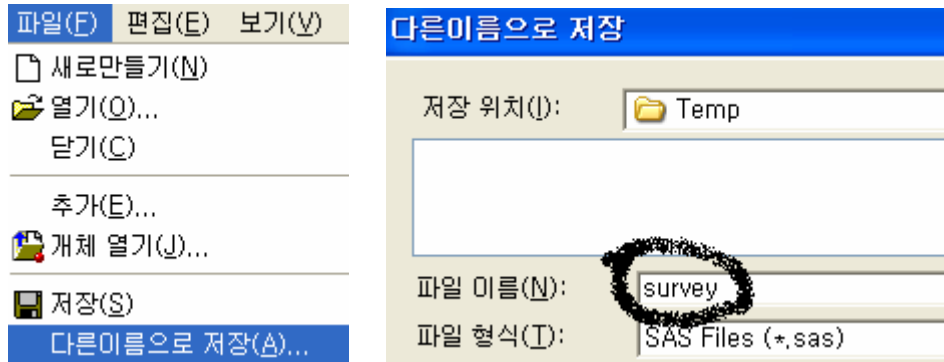 파일(F) 편집(E) 보기(V)
새로만들기(N)
열기(O)...
닫기(C)
추가(E)...
개체 열기(J)...
저장(S)
다른이름으로 저장(A)...
다른이름으로 저장
저장 위치(I): Temp
파일 이름(N): survey
파일 형식(T): SAS Files (*,sas)